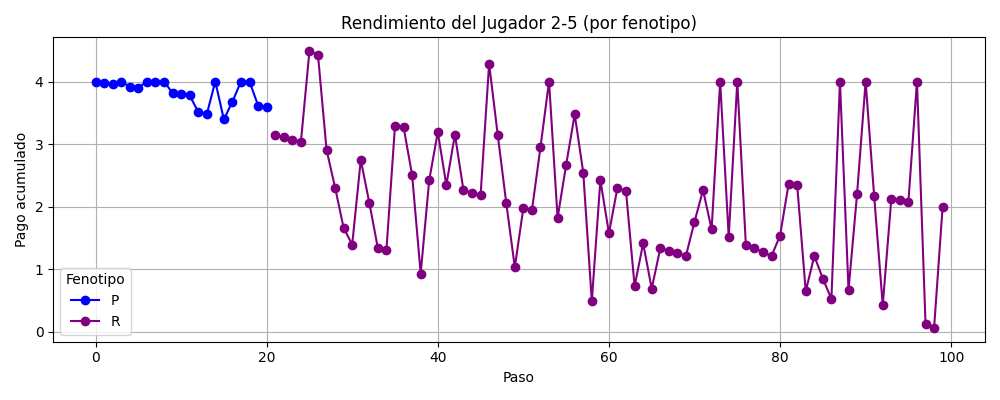 Rendimiento del Jugador 2-5 (por fenotipo)
Pago acumulado
4
3
2
1
0
Fenotipo
P
R
0 20 40 60 80 100
Paso